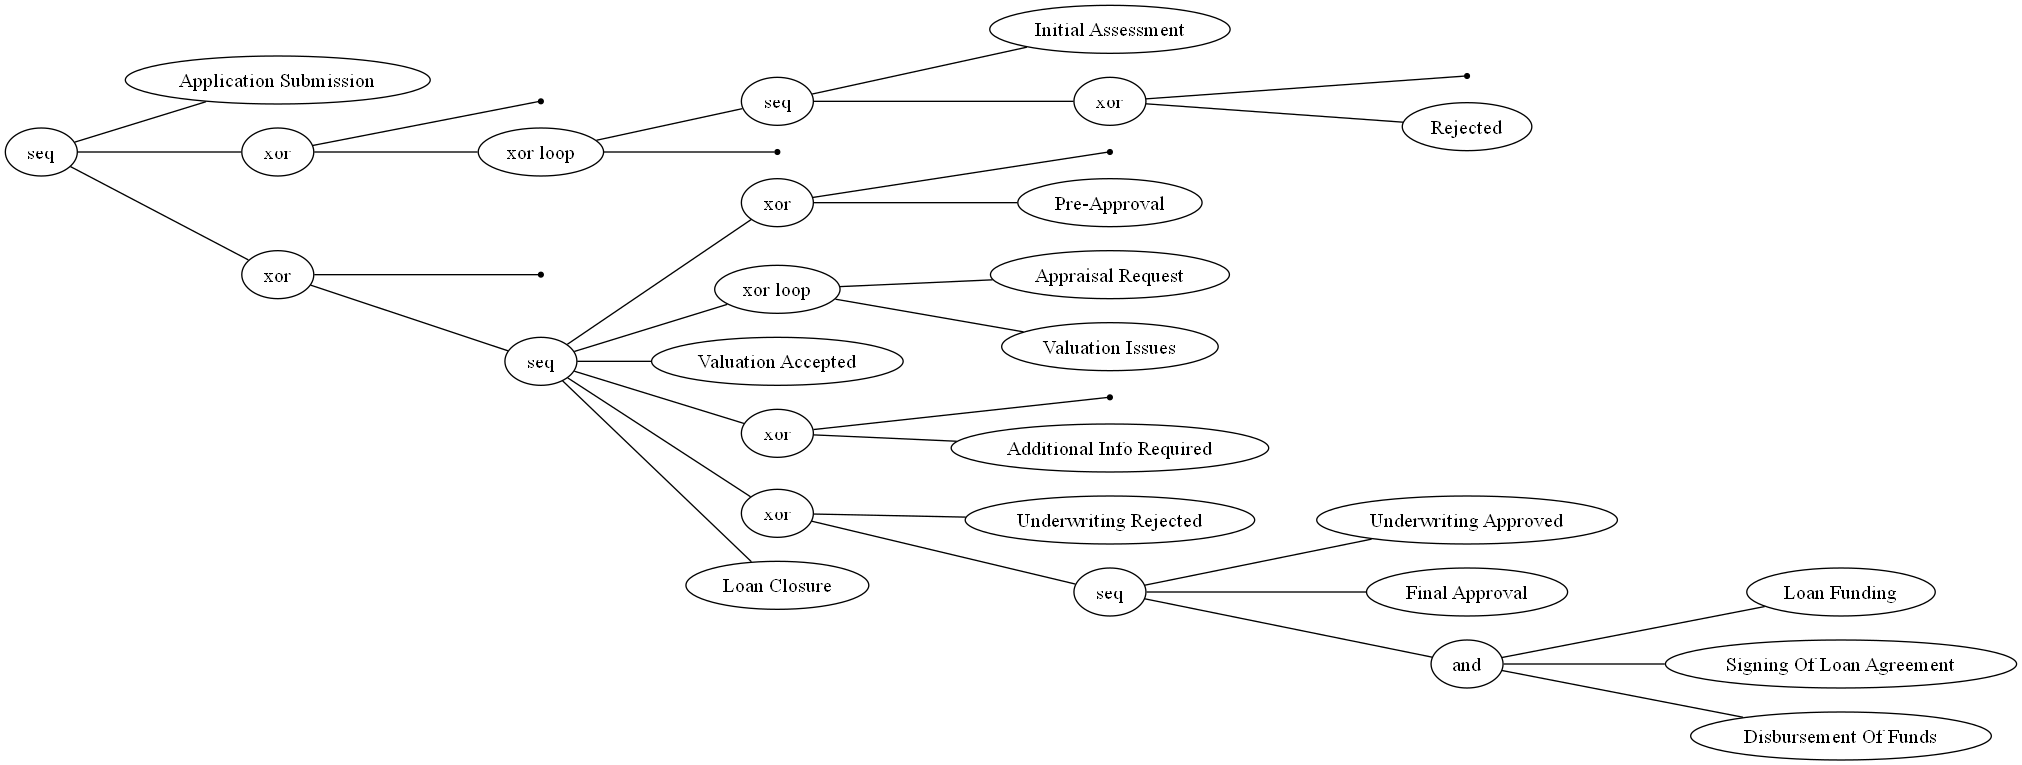 Initial Assessment
Application Submission
seq
xor
Rejected
seq
xor
xor loop
xor
Pre-Approval
xor
Appraisal Request
xor loop
Valuation Issues
seq
Valuation Accepted
xor
Additional Info Required
xor
Underwriting Rejected
Underwriting Approved
Loan Closure
seq
Final Approval
Loan Funding
and
Signing Of Loan Agreement
Disbursement Of Funds